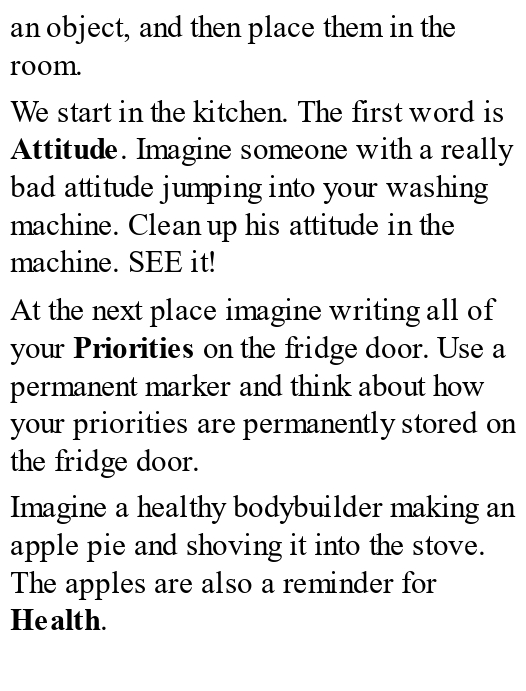 an object, and then place them in the
room.
We start in the kitchen. The first word is
Attitude. Imagine someone with a really
bad attitude jumping into your washing
machine. Clean up his attitude in the
machine. SEE it!
At the next place imagine writing all of
your Priorities on the fridge door. Use a
permanent marker and think about how
your priorities are permanently stored on
the fridge door.
Imagine a healthy bodybuilder making an
apple pie and shoving it into the stove.
The apples are also a reminder for
Health.